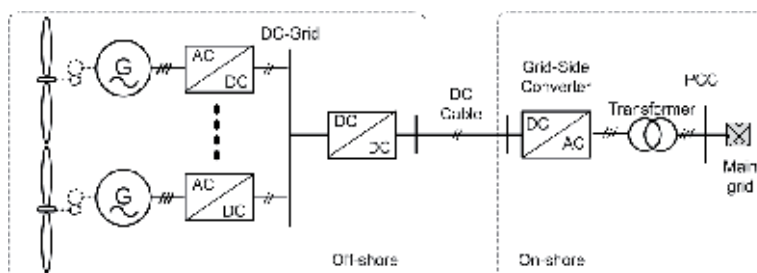 DC-Grid
G
AC
DC
G
AC
DC
DC
DC
DC
Cable
Grid-Side
Converter
DC
AC
Transformer
PCC
Main
grid
Off-shore
On-shore